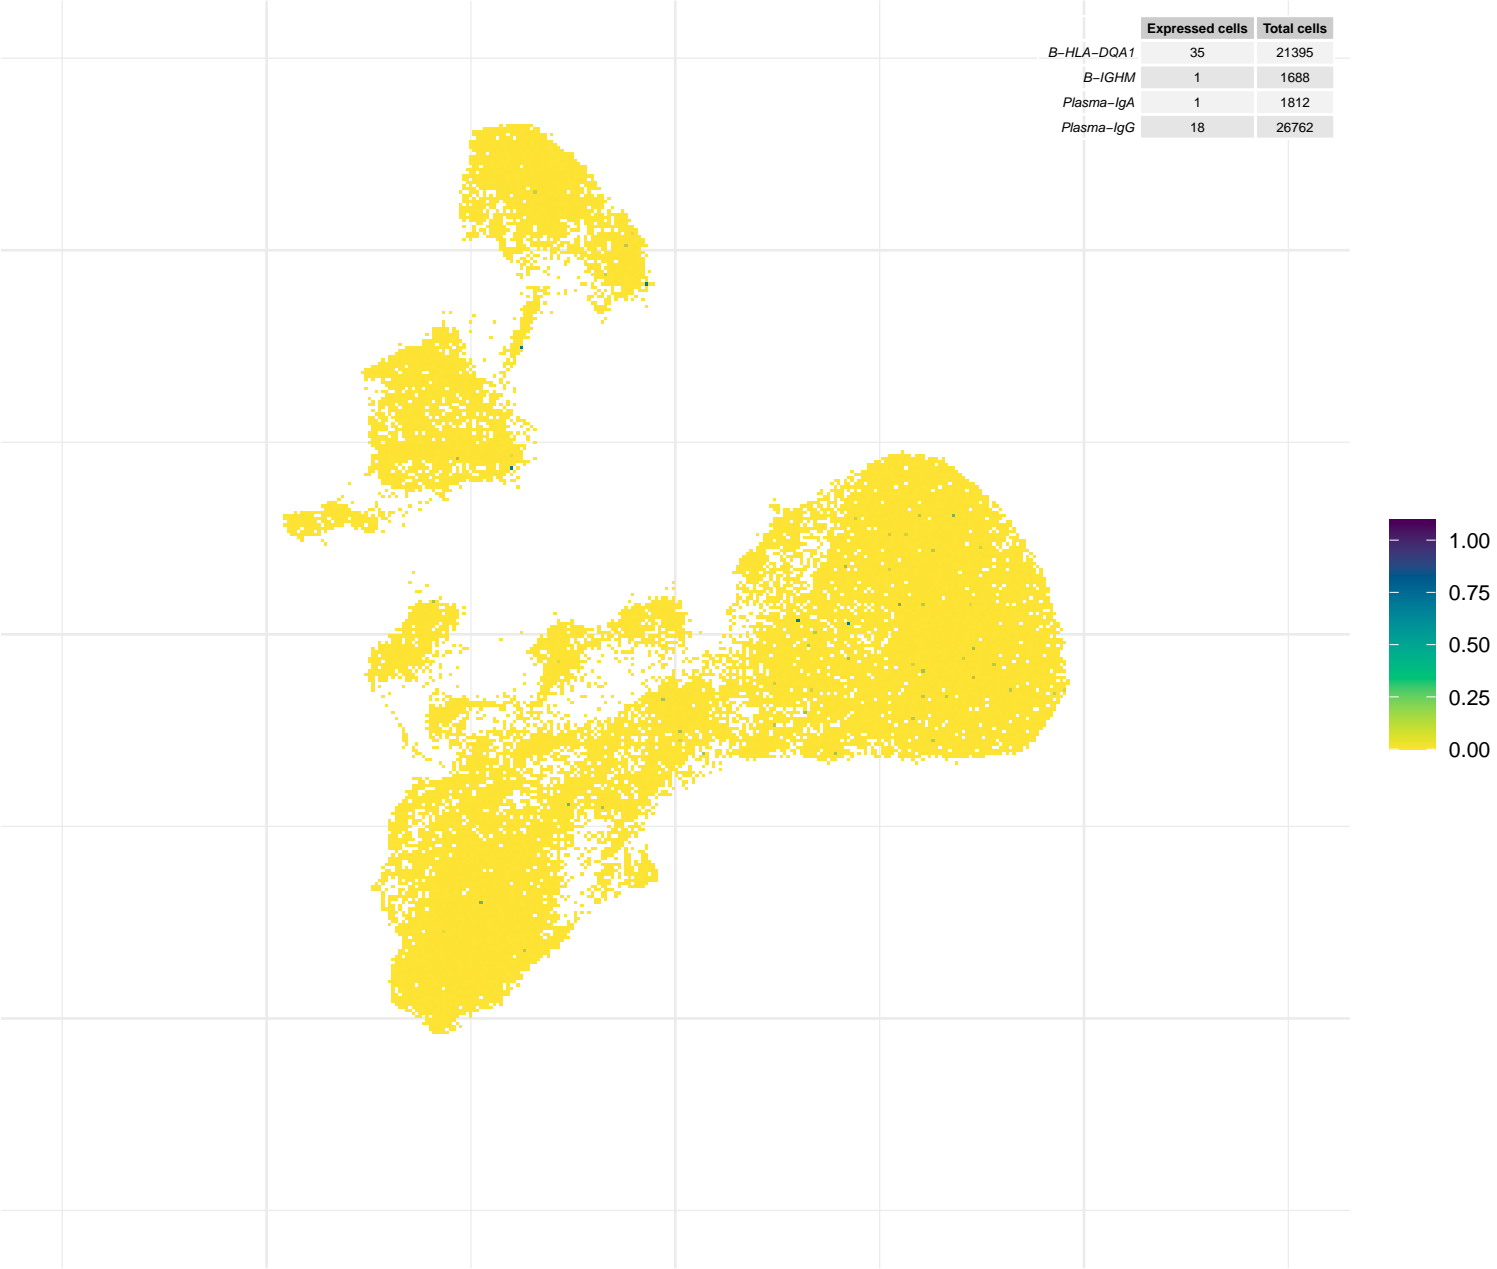 Expressed cells Total cells
B−HLA−DQA1 35 21395
B−IGHM 1 1688
Plasma−IgA 1 1812
Plasma−IgG 18 26762
1.00
0.75
0.50
0.25
0.00